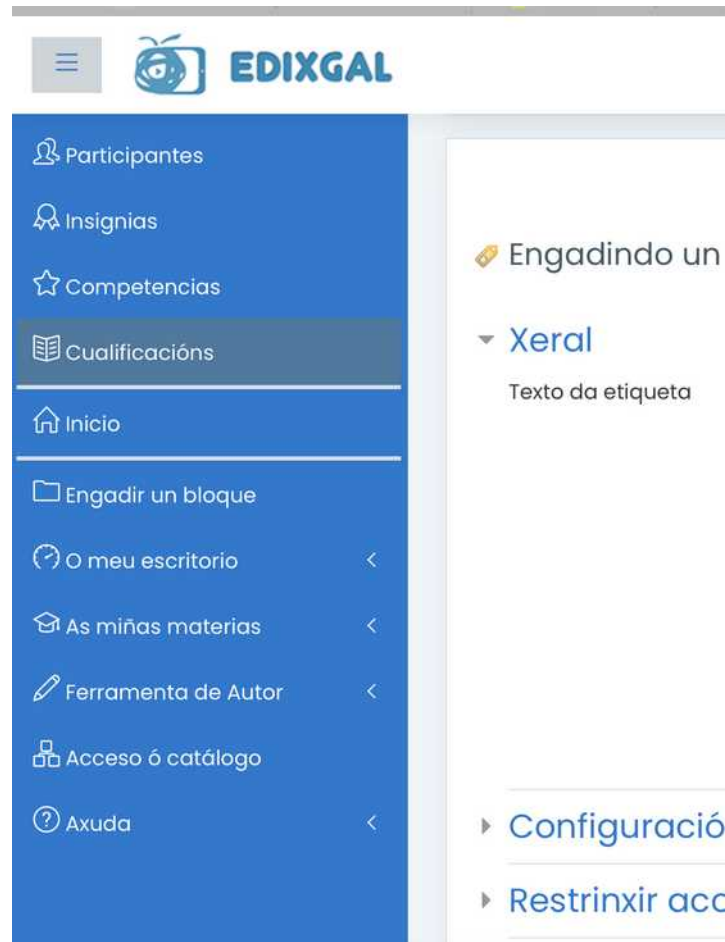 EDIXGAL
Participantes
Insignias
Competencias
Cualificacións
Inicio
Engadir un bloque
O meu escritorio
As miñas materias
Ferramenta de Autor
Acceso ó catálogo
Axuda
Engadindo un
Xeral
Texto da etiqueta
Configuració
Restrinxir acc